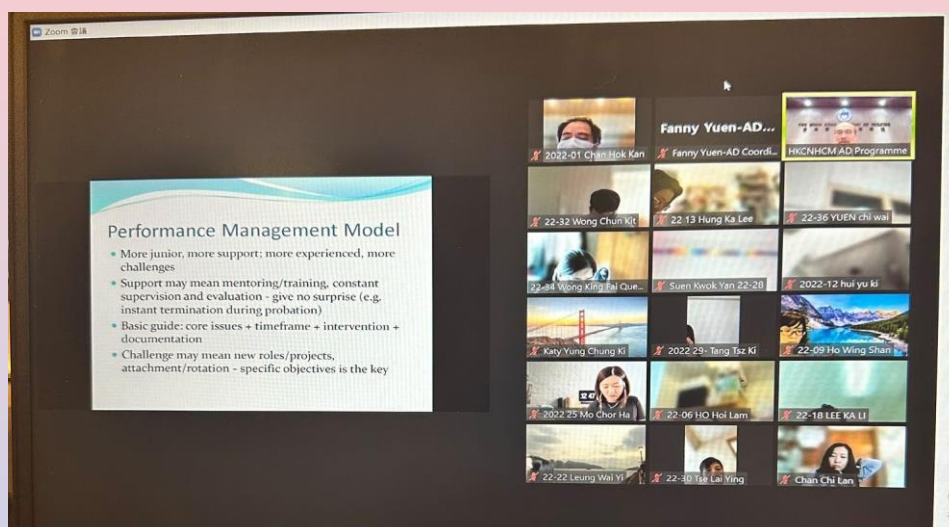 Zoom 會議
Performance Management Model
• More junior, more support; more experienced, more
challenges
• Support may mean mentoring/training, constant
supervision and evaluation - give no surprise (e.g.
instant termination during probation)
• Basic guide: core issues + timeframe + intervention +
documentation
• Challenge may mean new roles/projects,
attachment/rotation - specific objectives is the key
2022-01 Chan Hok Kan
Fanny Yuen-AD...
Fanny Yuen-AD Coordi...
HKCNHCM AD Programme
22-32 Wong Chun Kit
22 13 Hung Ka Lee
22-36 YUEN chi wai
22-34 Wong King Fai Que...
Suen Kwok Yan 22-28
2022-12 hui yu ki
Katy Yung Chung Ki
2022 29- Tang Tsz Ki
22-09 Ho Wing Shan
12 47
2022 25 Mo Chor Ha
22-06 HO Hoi Lam
22-18 LEE KA LI
22-22 Leung Wai Yi
22-30 Tse Lai Ying
Chan Chi Lan